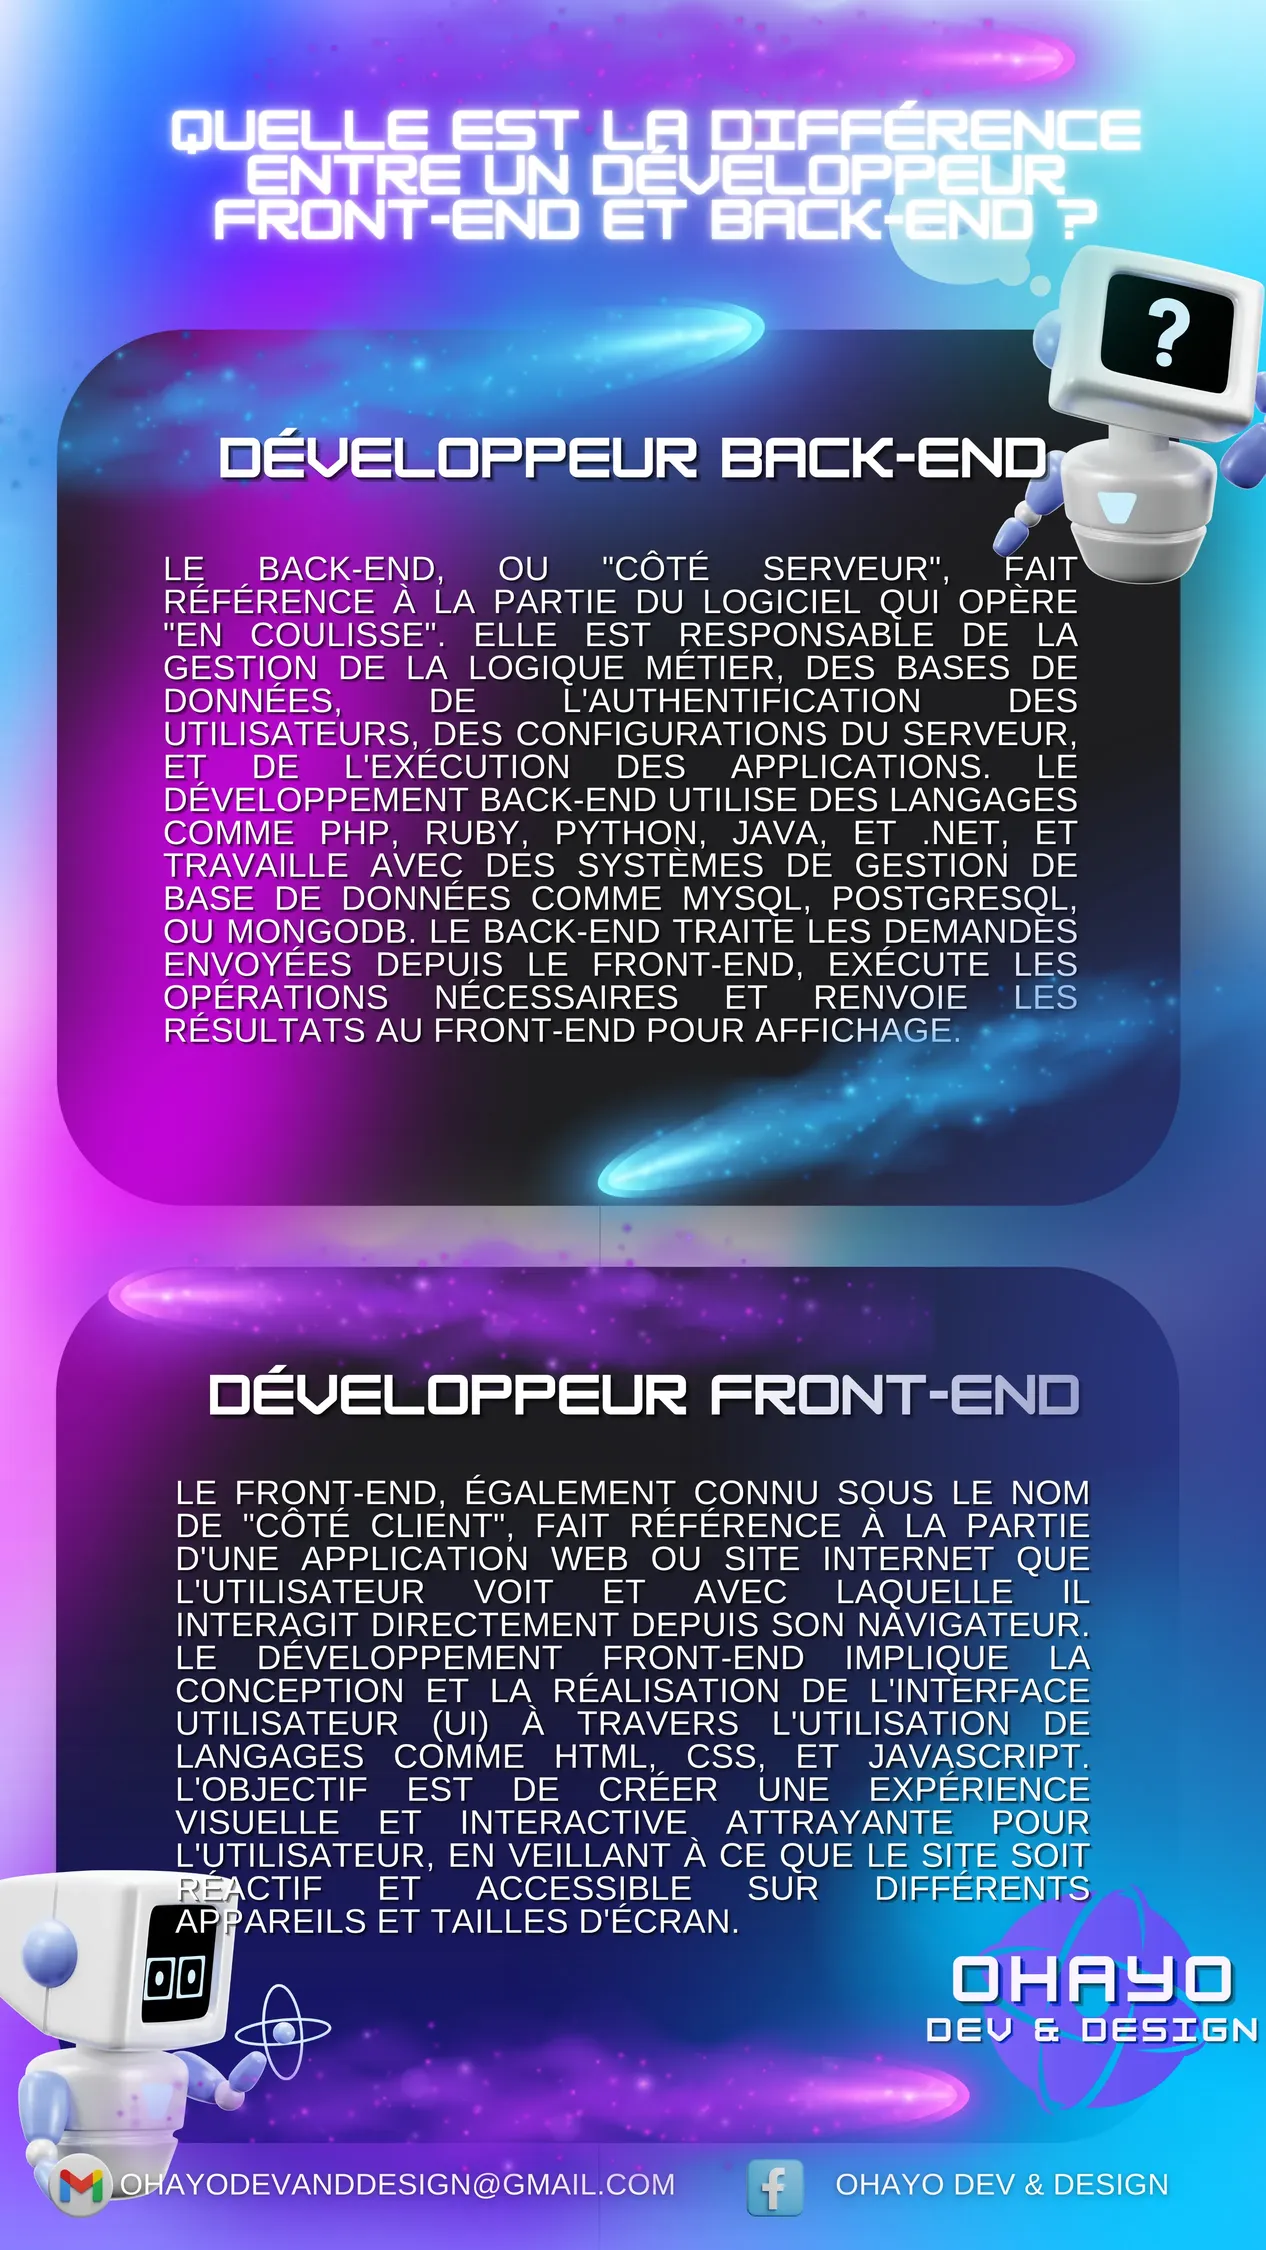 QUELLE EST LA DIFFÉRENCE
ENTRE UN DÉVELOPPEUR
FRONT-END ET BACK-END ?
?
DÉVELOPPEUR BACK-END
LE BACK-END, OU "CÔTÉ SERVEUR", FAIT
RÉFÉRENCE À LA PARTIE DU LOGICIEL QUI OPÈRE
"EN COULISSE". ELLE EST RESPONSABLE DE LA
GESTION DE LA LOGIQUE MÉTIER, DES BASES DE
DONNÉES, DE L'AUTHENTIFICATION DES
UTILISATEURS, DES CONFIGURATIONS DU SERVEUR,
ET DE L'EXÉCUTION DES APPLICATIONS. LE
DÉVELOPPEMENT BACK-END UTILISE DES LANGAGES
COMME PHP, RUBY, PYTHON, JAVA, ET .NET, ET
TRAVAILLE AVEC DES SYSTÈMES DE GESTION DE
BASE DE DONNÉES COMME MYSQL, POSTGRESQL,
OU MONGODB. LE BACK-END TRAITE LES DEMANDES
ENVOYÉES DEPUIS LE FRONT-END, EXÉCUTE LES
OPÉRATIONS NÉCESSAIRES ET RENVOIE LES
RÉSULTATS AU FRONT-END POUR AFFICHAGE.
DÉVELOPPEUR FRONT-END
LE FRONT-END, ÉGALEMENT CONNU SOUS LE NOM
DE "CÔTÉ CLIENT", FAIT RÉFÉRENCE À LA PARTIE
D'UNE APPLICATION WEB OU SITE INTERNET QUE
L'UTILISATEUR VOIT ET AVEC LAQUELLE IL
INTERAGIT DIRECTEMENT DEPUIS SON NAVIGATEUR.
LE DÉVELOPPEMENT FRONT-END IMPLIQUE LA
CONCEPTION ET LA RÉALISATION DE L'INTERFACE
UTILISATEUR (UI) À TRAVERS L'UTILISATION DE
LANGAGES COMME HTML, CSS, ET JAVASCRIPT.
L'OBJECTIF EST DE CRÉER UNE EXPÉRIENCE
VISUELLE ET INTERACTIVE ATTRAYANTE POUR
L'UTILISATEUR, EN VEILLANT À CE QUE LE SITE SOIT
RÉACTIF ET ACCESSIBLE SUR DIFFÉRENTS
APPAREILS ET TAILLES D'ÉCRAN.
OHAYO
DEV & DESIGN
OHAYODEVANDDESIGN@GMAIL.COM
OHAYO DEV & DESIGN